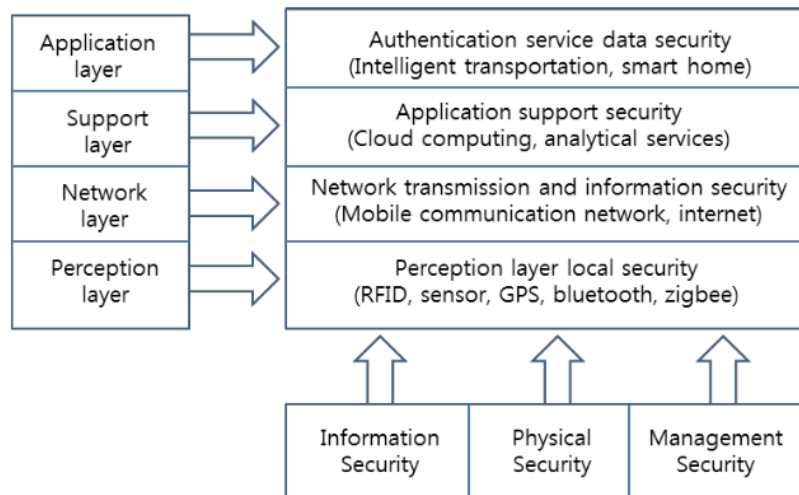 Application
layer
Authentication service data security
(Intelligent transportation, smart home)
Support
layer
Application support security
(Cloud computing, analytical services)
Network
layer
Network transmission and information security
(Mobile communication network, internet)
Perception
layer
Perception layer local security
(RFID, sensor, GPS, bluetooth, zigbee)
Information
Security
Physical
Security
Management
Security